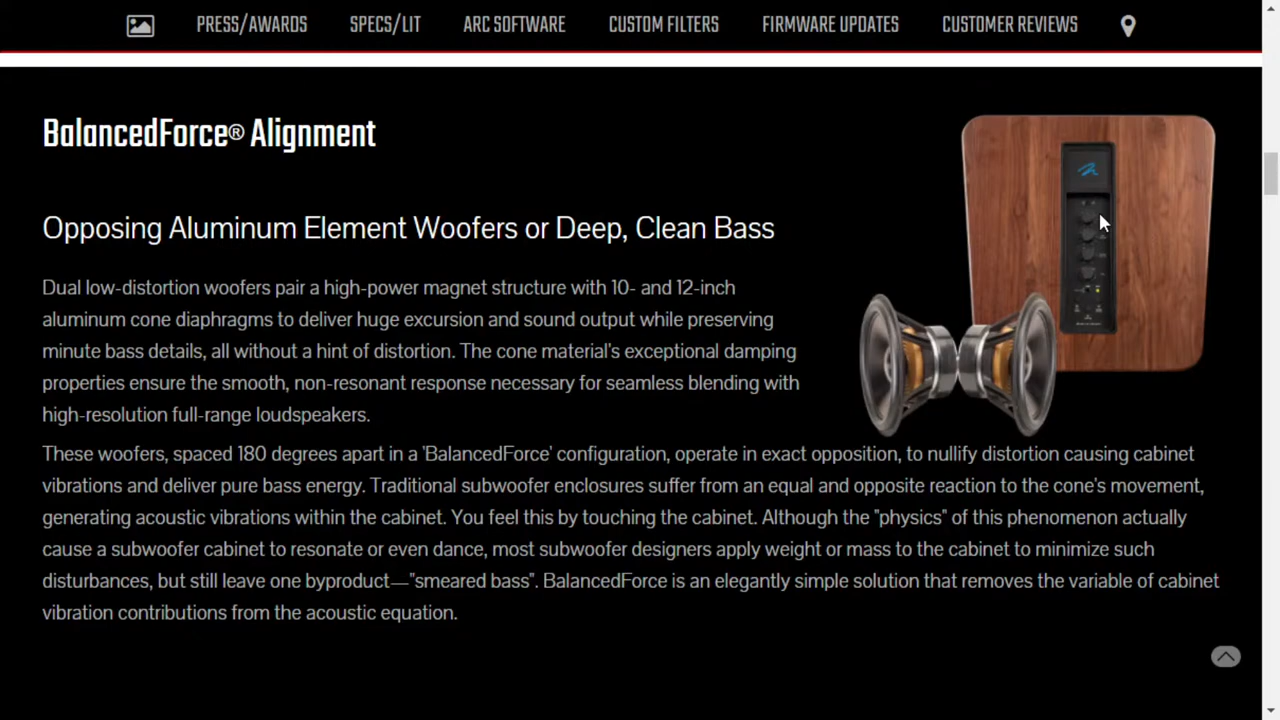 PRESS/AWARDS SPECS/LIT ARC SOFTWARE CUSTOM FILTERS FIRMWARE UPDATES CUSTOMER REVIEWS
BalancedForce® Alignment
Opposing Aluminum Element Woofers or Deep, Clean Bass
Dual low-distortion woofers pair a high-power magnet structure with 10- and 12-inch
aluminum cone diaphragms to deliver huge excursion and sound output while preserving
minute bass details, all without a hint of distortion. The cone material's exceptional damping
properties ensure the smooth, non-resonant response necessary for seamless blending with
high-resolution full-range loudspeakers.
These woofers, spaced 180 degrees apart in a 'BalancedForce' configuration, operate in exact opposition, to nullify distortion causing cabinet
vibrations and deliver pure bass energy. Traditional subwoofer enclosures suffer from an equal and opposite reaction to the cone's movement,
generating acoustic vibrations within the cabinet. You feel this by touching the cabinet. Although the "physics" of this phenomenon actually
cause a subwoofer cabinet to resonate or even dance, most subwoofer designers apply weight or mass to the cabinet to minimize such
disturbances, but still leave one byproduct—"smeared bass". BalancedForce is an elegantly simple solution that removes the variable of cabinet
vibration contributions from the acoustic equation.